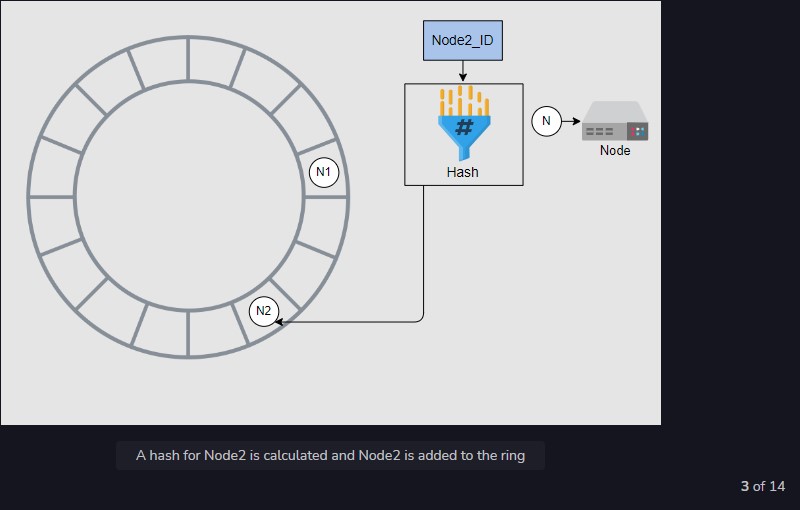 Node2_ID
#
Hash
N
Node
N1
N2
A hash for Node2 is calculated and Node2 is added to the ring
3 of 14